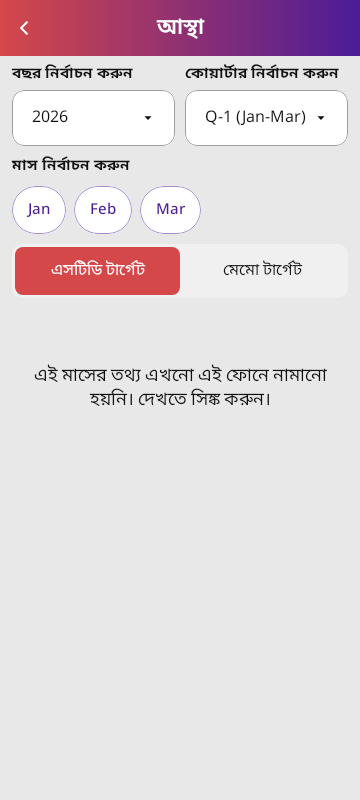 আস্থা
বছর নির্বাচন করুন
কোয়ার্টার নির্বাচন করুন
2026
Q-1 (Jan-Mar)
মাস নির্বাচন করুন
Jan
Feb
Mar
এসটিডি টার্গেট
মেমো টার্গেট
এই মাসের তথ্য এখনো এই ফোনে নামানো
হয়নি। দেখতে সিঙ্ক করুন।